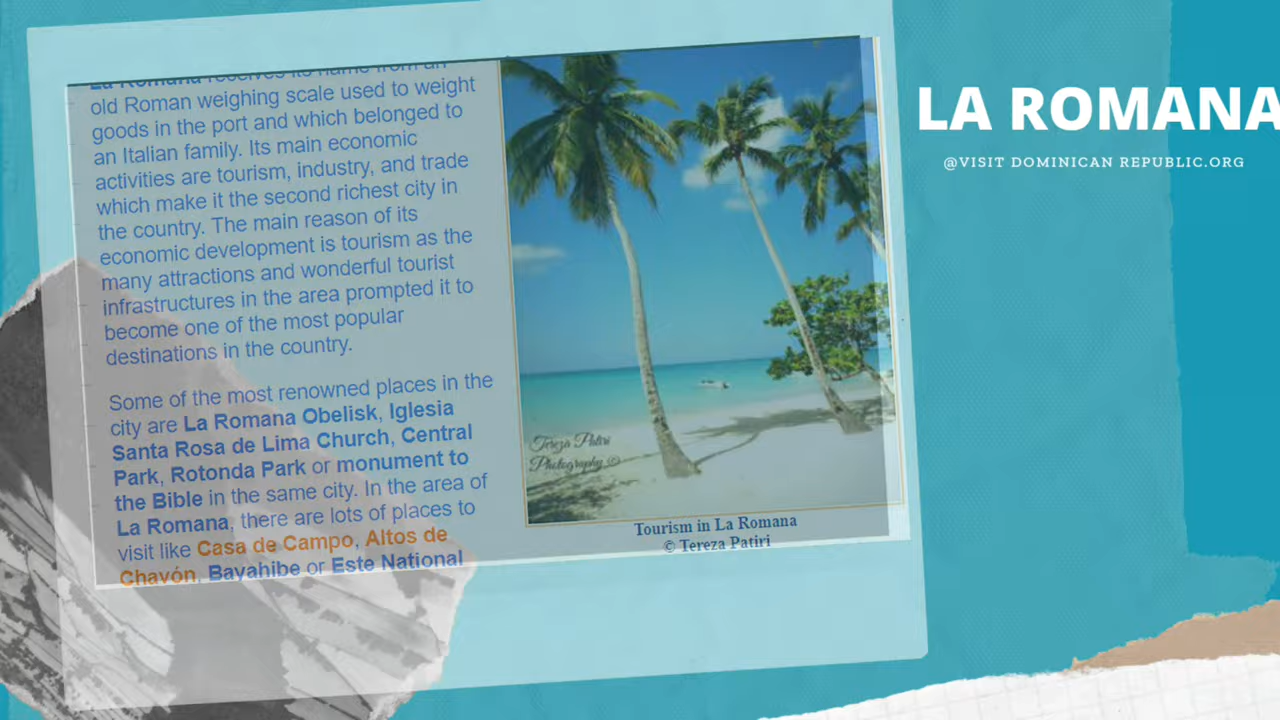 La Romana receives its name from an
old Roman weighing scale used to weight
goods in the port and which belonged to
an Italian family. Its main economic
activities are tourism, industry, and trade
which make it the second richest city in
the country. The main reason of its
economic development is tourism as the
many attractions and wonderful tourist
infrastructures in the area prompted it to
become one of the most popular
destinations in the country.
Some of the most renowned places in the
city are La Romana Obelisk, Iglesia
Santa Rosa de Lima Church, Central
Park, Rotonda Park or monument to
the Bible in the same city. In the area of
La Romana, there are lots of places to
visit like Casa de Campo, Altos de
Chavón, Bayahibe or Este National
Tereza Patiri
Photography ©
Tourism in La Romana
© Tereza Patiri
LA ROMANA
@VISIT DOMINICAN REPUBLIC.ORG